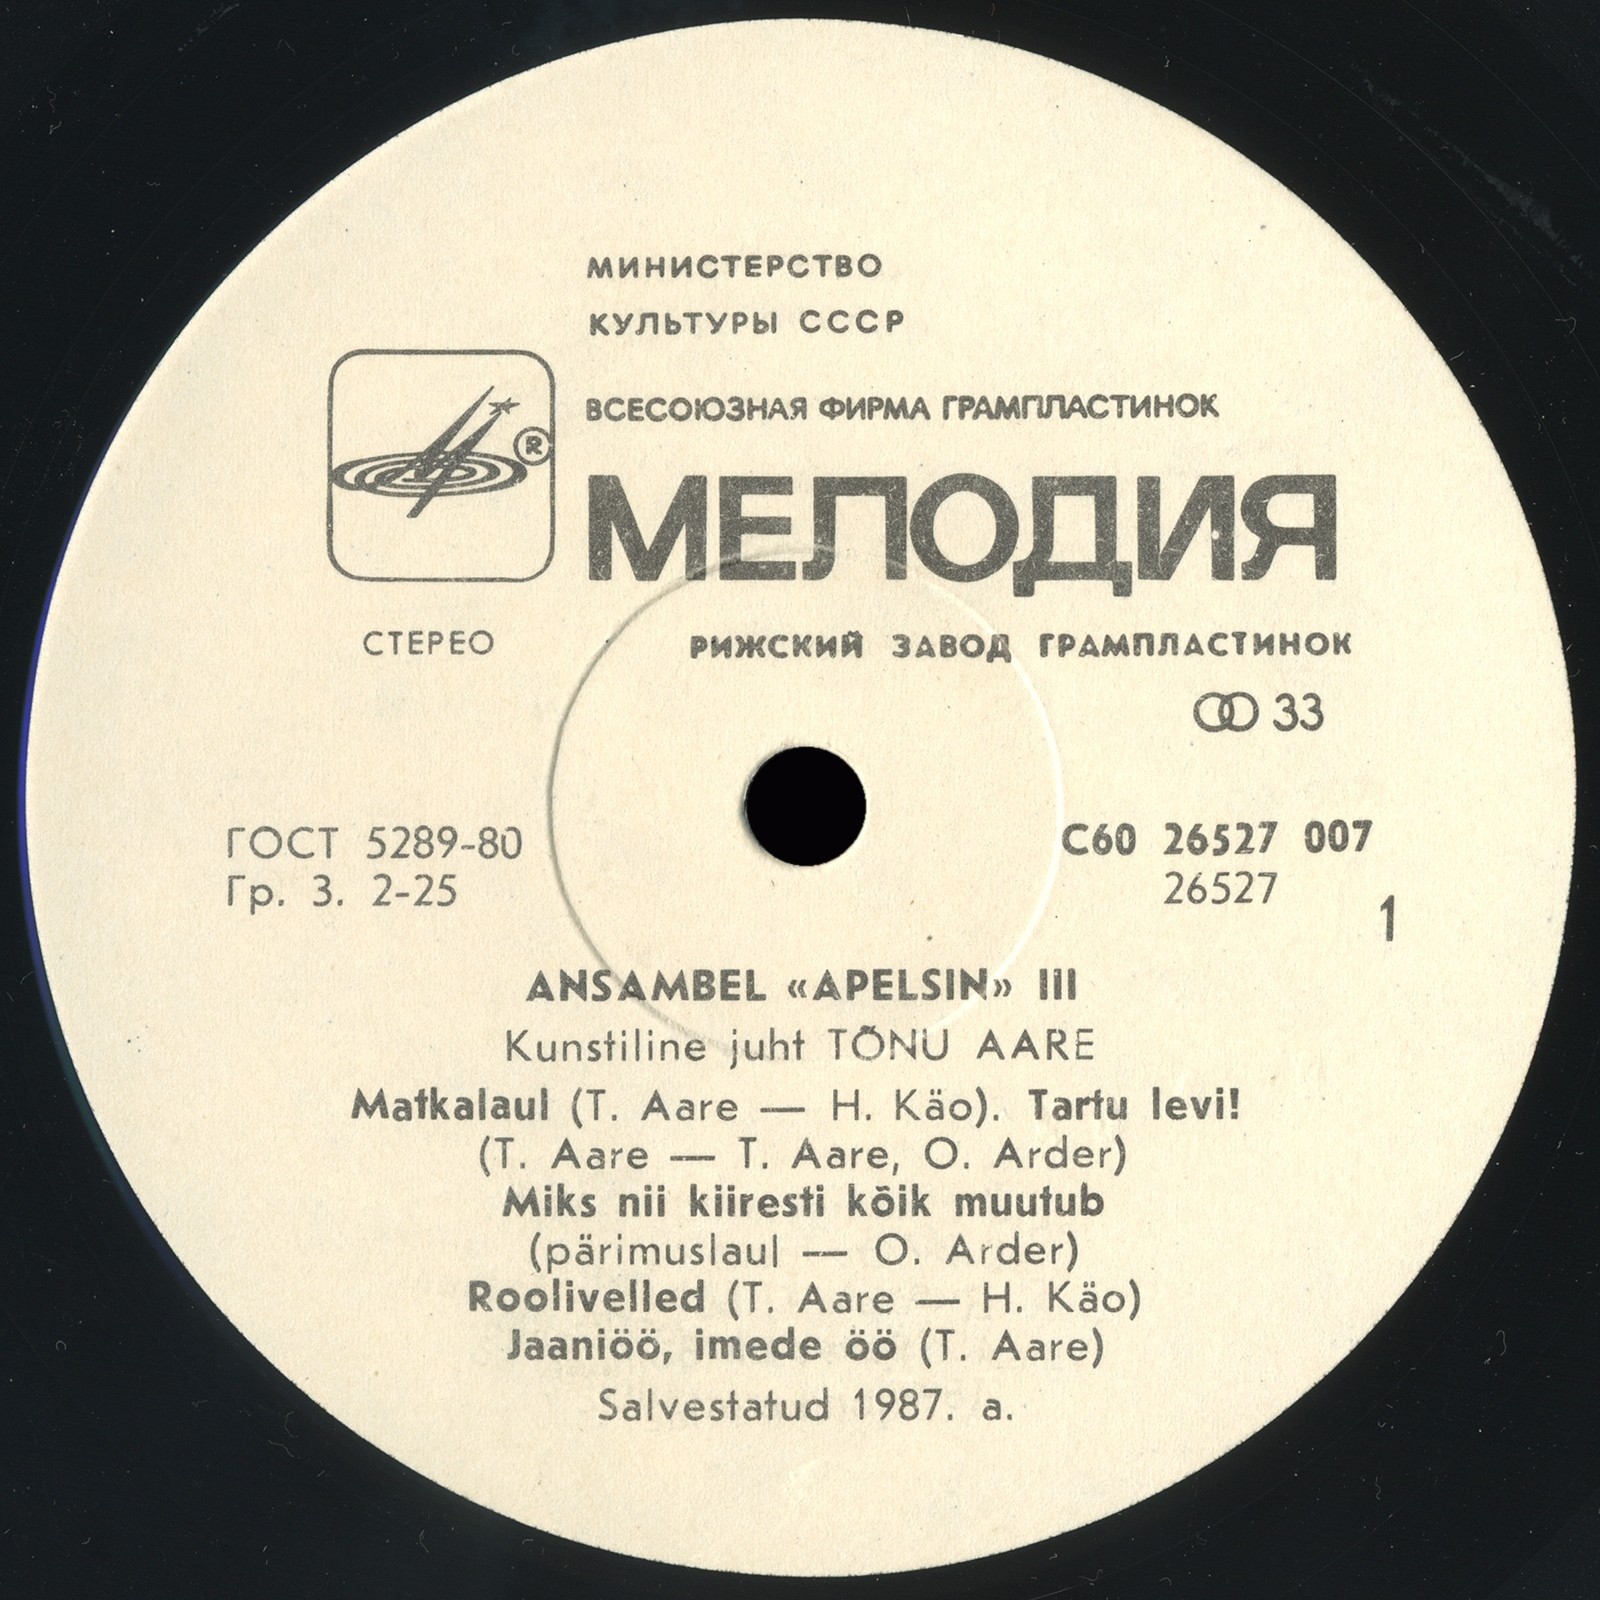 МИНИСТЕРСТВО
КУЛЬТУРЫ СССР
ВСЕСОЮЗНАЯ ФИРМА ГРАМПЛАСТИНОК
®
МЕЛОДИЯ
СТЕРЕО
РИЖСКИЙ ЗАВОД ГРАМПЛАСТИНОК
33
ГОСТ 5289-80
Гр. 3. 2-25
С60 26527 007
26527
1
ANSAMBEL «APELSIN» III
Kunstiline juht TÕNU AARE
Matkalaul (T. Aare — H. Käo). Tartu levi!
(T. Aare — T. Aare, O. Arder)
Miks nii kiiresti kõik muutub
(pärimuslaul — O. Arder)
Roolivelled (T. Aare — H. Käo)
Jaaniöö, imede öö (T. Aare)
Salvestatud 1987. a.